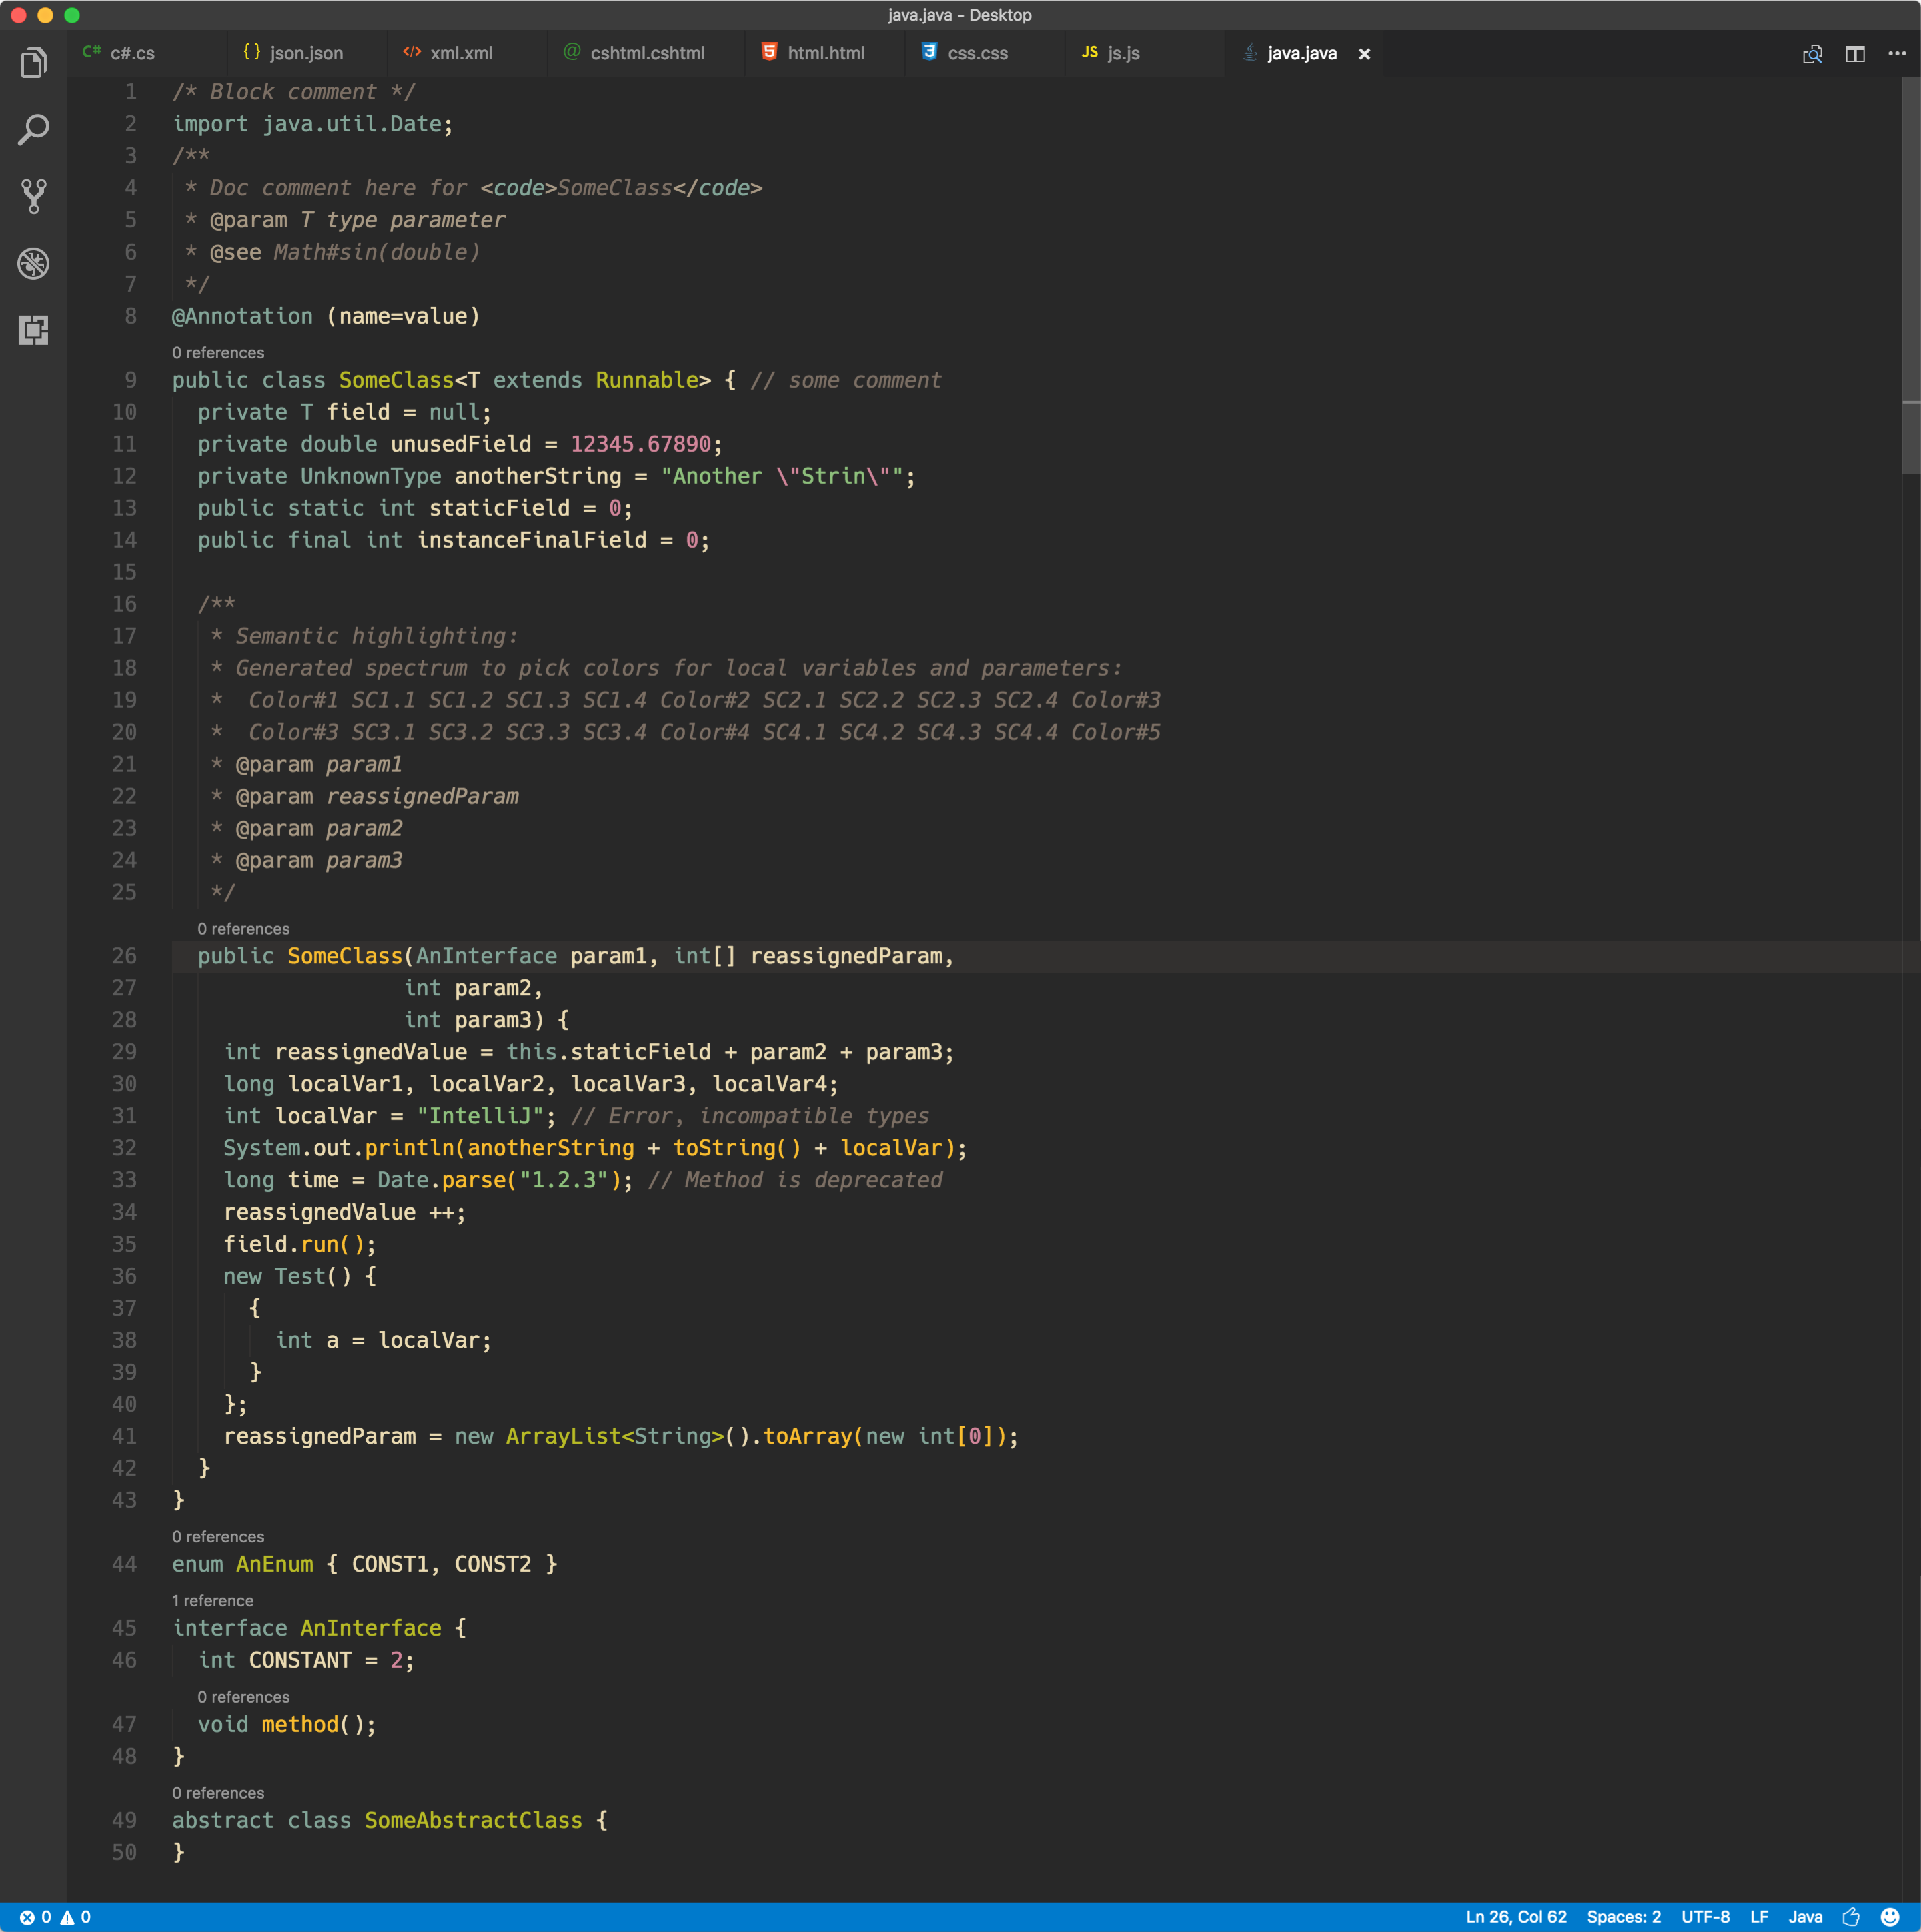 java.java - Desktop
C# c#.cs {} json.json </> xml.xml @ cshtml.cshtml 5 html.html 3 css.css JS js.js java.java ×
1 /* Block comment */
2 import java.util.Date;
3 /**
4 * Doc comment here for <code>SomeClass</code>
5 * @param T type parameter
6 * @see Math#sin(double)
7 */
8 @Annotation (name=value)
0 references
9 public class SomeClass<T extends Runnable> { // some comment
10 private T field = null;
11 private double unusedField = 12345.67890;
12 private UnknownType anotherString = "Another \"Strin\"";
13 public static int staticField = 0;
14 public final int instanceFinalField = 0;
15
16 /**
17 * Semantic highlighting:
18 * Generated spectrum to pick colors for local variables and parameters:
19 * Color#1 SC1.1 SC1.2 SC1.3 SC1.4 Color#2 SC2.1 SC2.2 SC2.3 SC2.4 Color#3
20 * Color#3 SC3.1 SC3.2 SC3.3 SC3.4 Color#4 SC4.1 SC4.2 SC4.3 SC4.4 Color#5
21 * @param param1
22 * @param reassignedParam
23 * @param param2
24 * @param param3
25 */
0 references
26 public SomeClass(AnInterface param1, int[] reassignedParam,
27 int param2,
28 int param3) {
29 int reassignedValue = this.staticField + param2 + param3;
30 long localVar1, localVar2, localVar3, localVar4;
31 int localVar = "IntelliJ"; // Error, incompatible types
32 System.out.println(anotherString + toString() + localVar);
33 long time = Date.parse("1.2.3"); // Method is deprecated
34 reassignedValue ++;
35 field.run();
36 new Test() {
37 {
38 int a = localVar;
39 }
40 };
41 reassignedParam = new ArrayList<String>().toArray(new int[0]);
42 }
43 }
0 references
44 enum AnEnum { CONST1, CONST2 }
1 reference
45 interface AnInterface {
46 int CONSTANT = 2;
0 references
47 void method();
48 }
0 references
49 abstract class SomeAbstractClass {
50 }
0 0 Ln 26, Col 62 Spaces: 2 UTF-8 LF Java